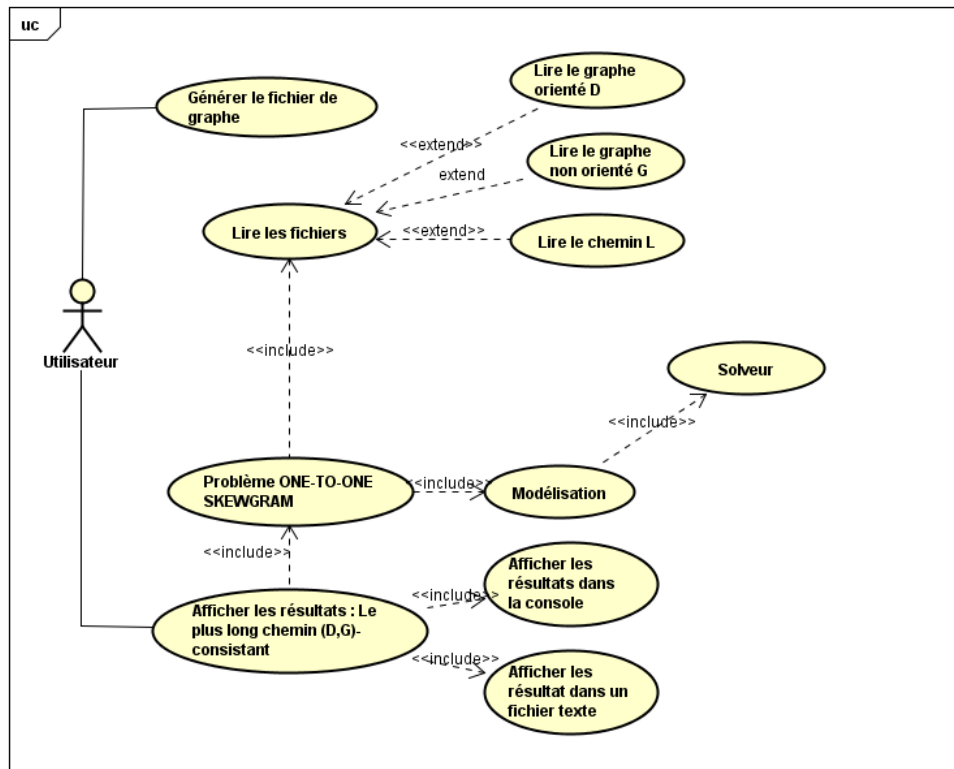 uc
Générer le fichier de
graphe
Lire le graphe
orienté D
<<extend>>
Lire le graphe
non orienté G
extend
Lire les fichiers
<<extend>>
Lire le chemin L
Utilisateur
<<include>>
Solveur
<<include>>
Problème ONE-TO-ONE
SKEWGRAM
<<include>>
Modélisation
<<include>>
Afficher les
résultats dans
la console
Afficher les résultats : Le
plus long chemin (D,G)-
consistant
<<include>>
<<include>>
Afficher les
résultat dans un
fichier texte